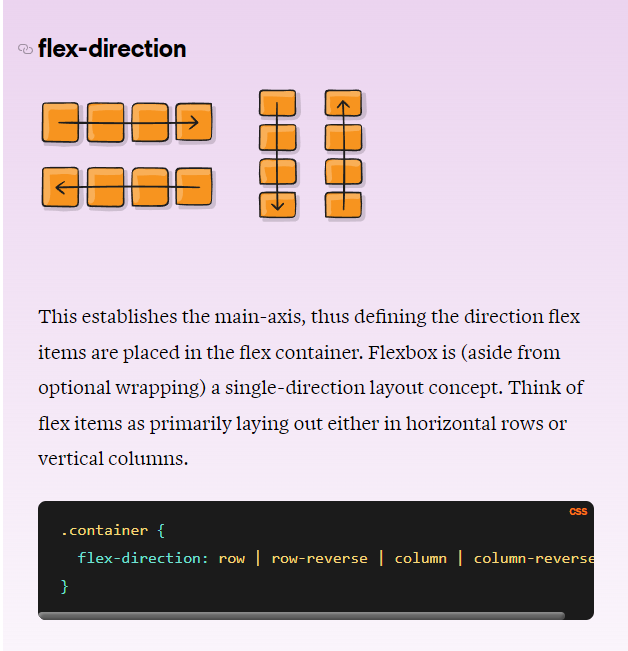 flex-direction
This establishes the main-axis, thus defining the direction flex
items are placed in the flex container. Flexbox is (aside from
optional wrapping) a single-direction layout concept. Think of
flex items as primarily laying out either in horizontal rows or
vertical columns.
CSS
.container {
  flex-direction: row | row-reverse | column | column-reverse
}